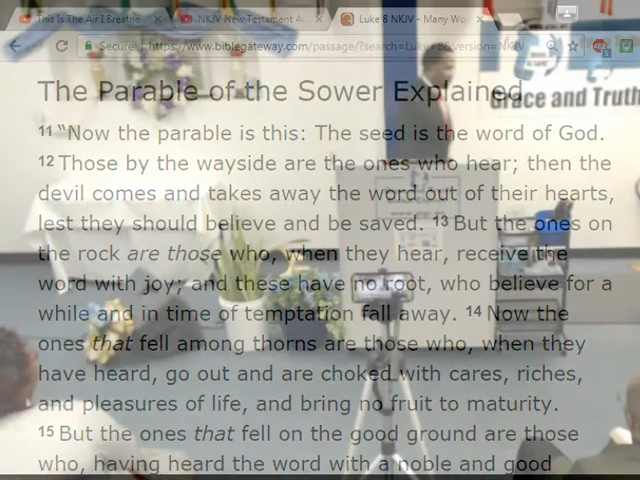 This Is The Air I Breathe
NKJV New Testament Au
Luke 8 NKJV - Many Wo
Secure https://www.biblegateway.com/passage/?search=Luke+8&version=NKJV
The Parable of the Sower Explained
Grace and Truth
11 "Now the parable is this: The seed is the word of God.
12 Those by the wayside are the ones who hear; then the
devil comes and takes away the word out of their hearts,
lest they should believe and be saved. 13 But the ones on
the rock are those who, when they hear, receive the
word with joy; and these have no root, who believe for a
while and in time of temptation fall away. 14 Now the
ones that fell among thorns are those who, when they
have heard, go out and are choked with cares, riches,
and pleasures of life, and bring no fruit to maturity.
15 But the ones that fell on the good ground are those
who, having heard the word with a noble and good